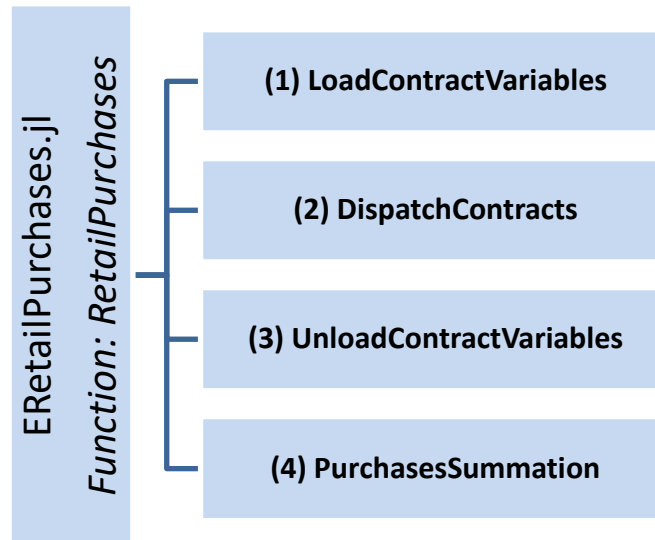 ERetailPurchases.jl
Function: RetailPurchases
(1) LoadContractVariables
(2) DispatchContracts
(3) UnloadContractVariables
(4) PurchasesSummation